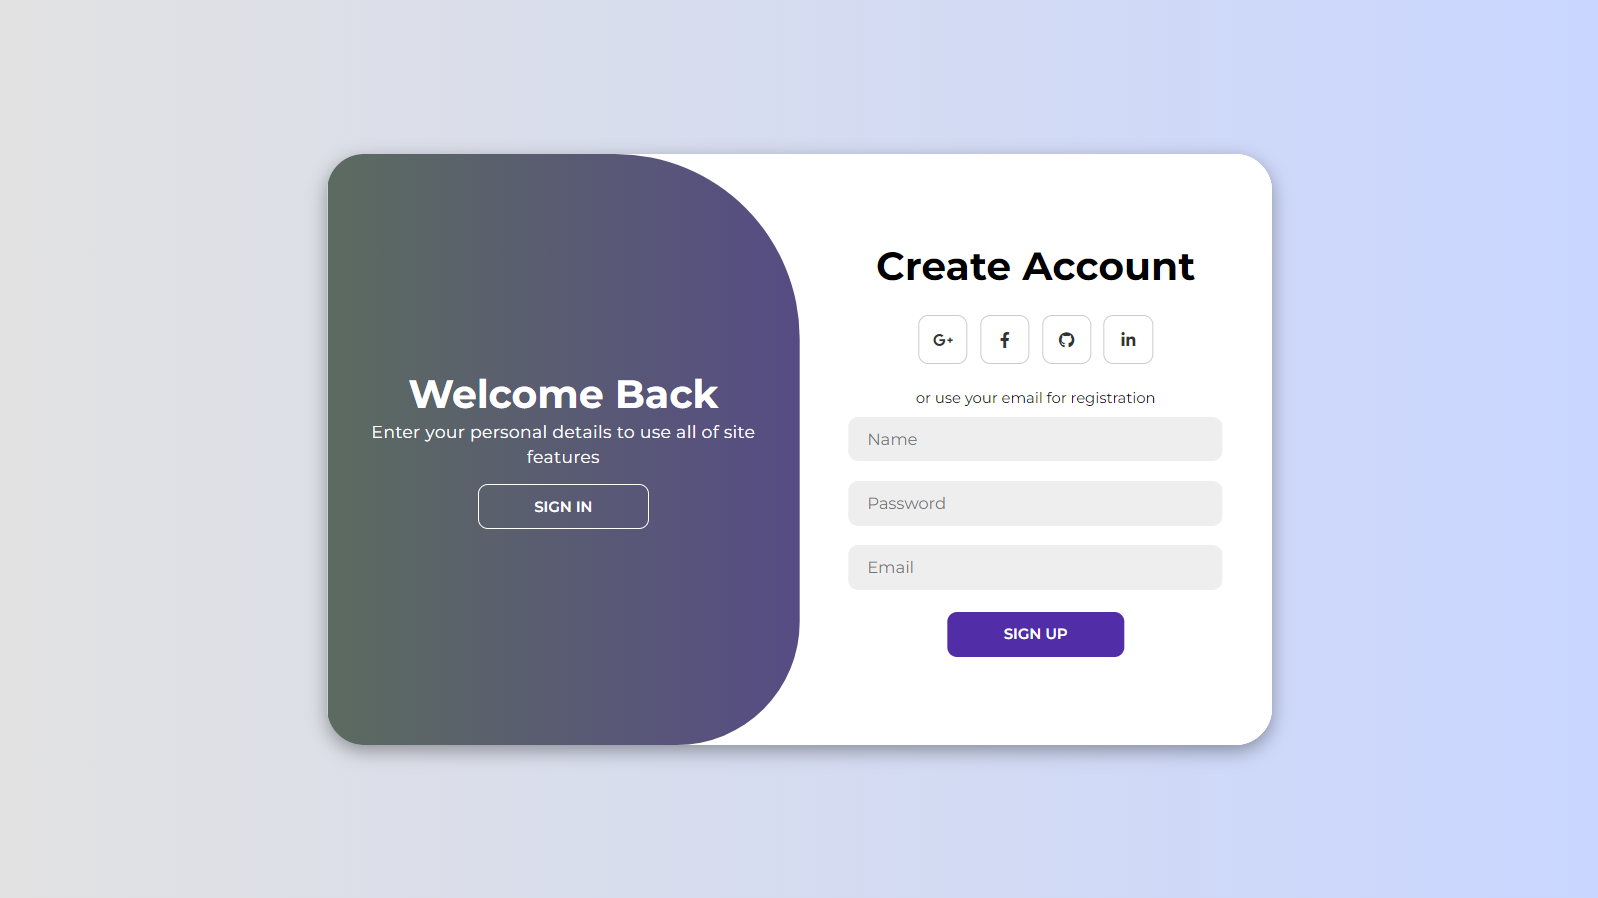 Welcome Back
Enter your personal details to use all of site
features
SIGN IN
Create Account
G+
f
in
or use your email for registration
Name
Password
Email
SIGN UP